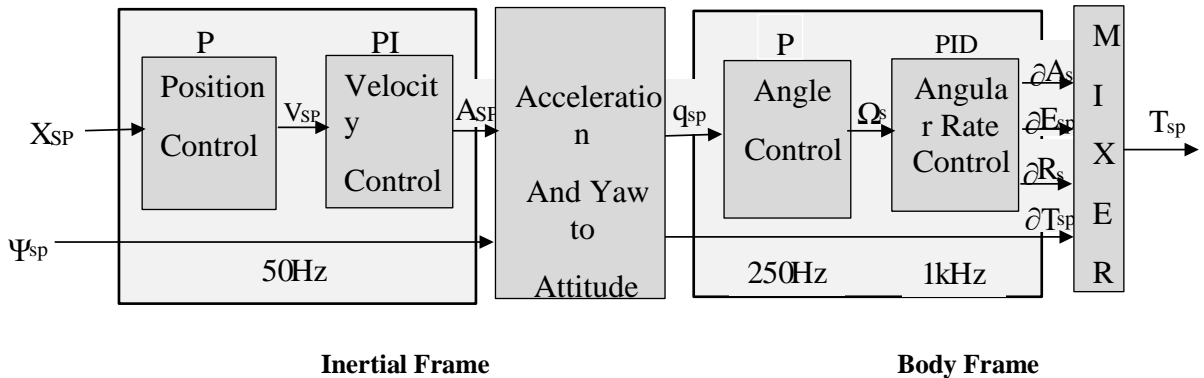 P
PI
Position
Control
Velocit
y
Control
X_SP
V_SP
A_SP
Ψ_sp
50Hz
Acceleratio
n
And Yaw
to
Attitude
q_sp
P
PID
Angle
Control
Ω_s
Angula
r Rate
Control
250Hz
1kHz
∂A_s
∂E_sp
∂R_s
∂T_sp
M
I
X
E
R
T_sp
Inertial Frame
Body Frame